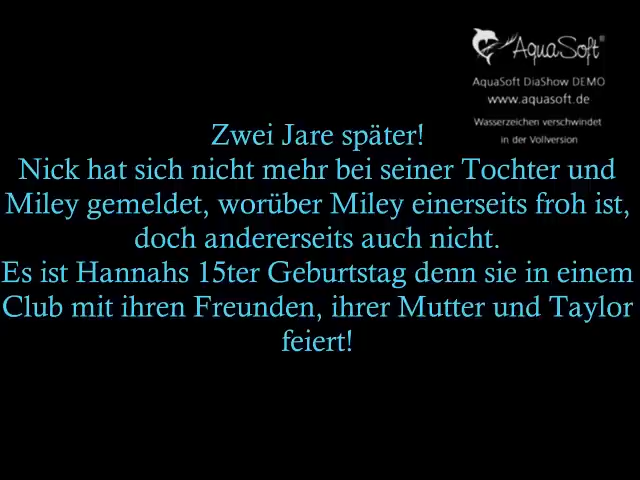 AquaSoft®
AquaSoft DiaShow DEMO
www.aquasoft.de
Wasserzeichen verschwindet
in der Vollversion
Zwei Jare später!
Nick hat sich nicht mehr bei seiner Tochter und
Miley gemeldet, worüber Miley einerseits froh ist,
doch andererseits auch nicht.
Es ist Hannahs 15ter Geburtstag denn sie in einem
Club mit ihren Freunden, ihrer Mutter und Taylor
feiert!